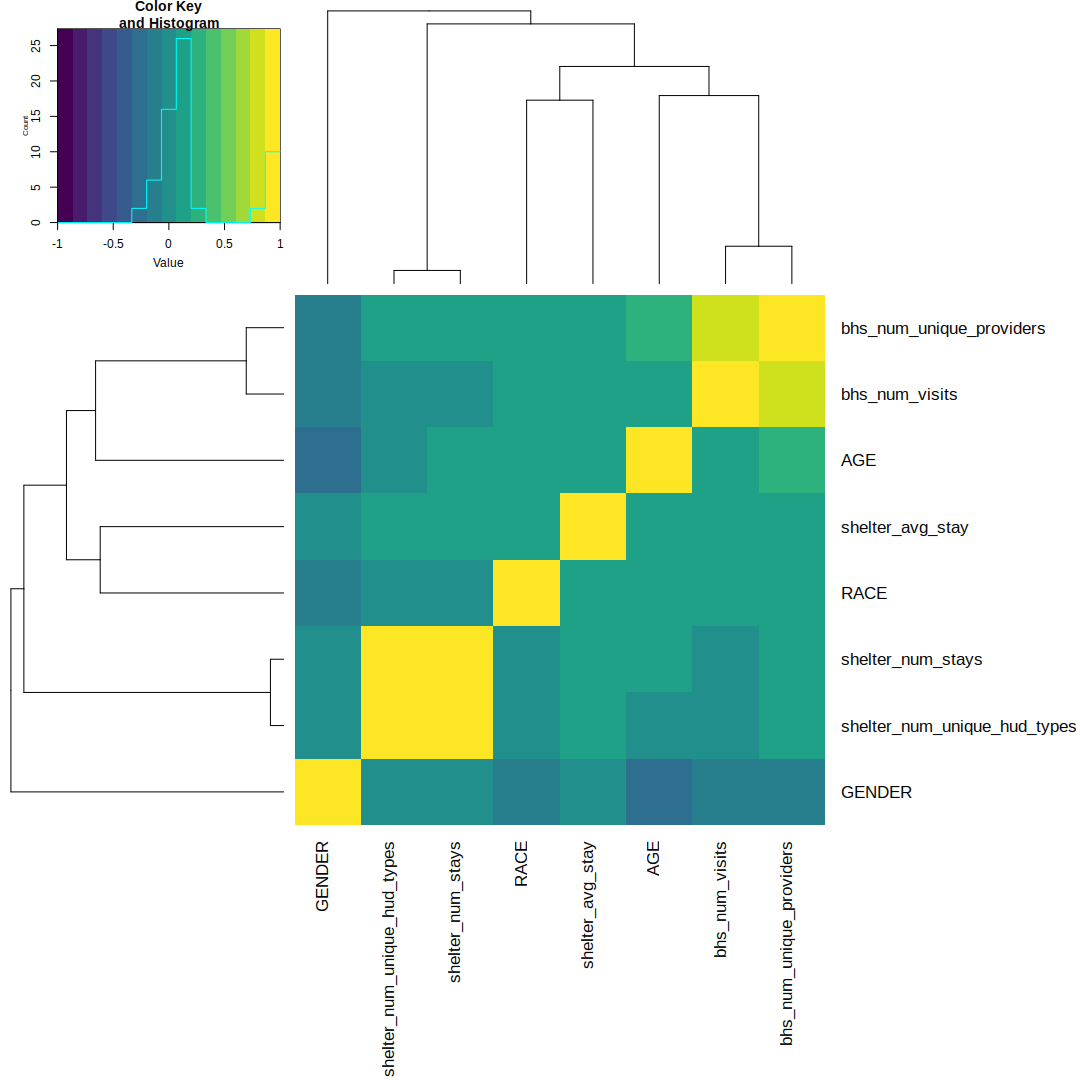 Color Key
and Histogram
Count
0 5 10 15 20 25
-1 -0.5 0 0.5 1
Value
bhs_num_unique_providers
bhs_num_visits
AGE
shelter_avg_stay
RACE
shelter_num_stays
shelter_num_unique_hud_types
GENDER
GENDER
shelter_num_unique_hud_types
shelter_num_stays
RACE
shelter_avg_stay
AGE
bhs_num_visits
bhs_num_unique_providers